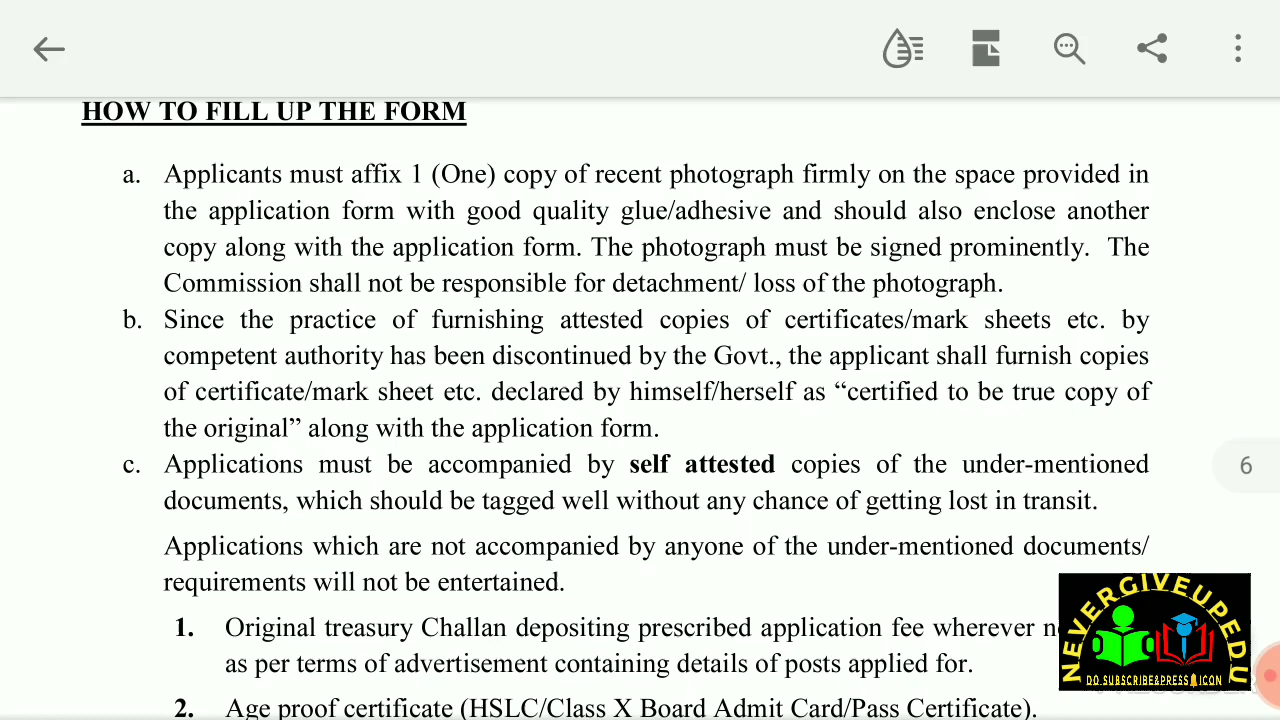 HOW TO FILL UP THE FORM
a. Applicants must affix 1 (One) copy of recent photograph firmly on the space provided in
the application form with good quality glue/adhesive and should also enclose another
copy along with the application form. The photograph must be signed prominently. The
Commission shall not be responsible for detachment/ loss of the photograph.
b. Since the practice of furnishing attested copies of certificates/mark sheets etc. by
competent authority has been discontinued by the Govt., the applicant shall furnish copies
of certificate/mark sheet etc. declared by himself/herself as “certified to be true copy of
the original” along with the application form.
c. Applications must be accompanied by self attested copies of the under-mentioned
documents, which should be tagged well without any chance of getting lost in transit.
6
Applications which are not accompanied by anyone of the under-mentioned documents/
requirements will not be entertained.
1. Original treasury Challan depositing prescribed application fee wherever
as per terms of advertisement containing details of posts applied for.
2. Age proof certificate (HSLC/Class X Board Admit Card/Pass Certificate).
NEVERGIVEUPEDU
DO.SUBSCRIBE&PRESS ICON